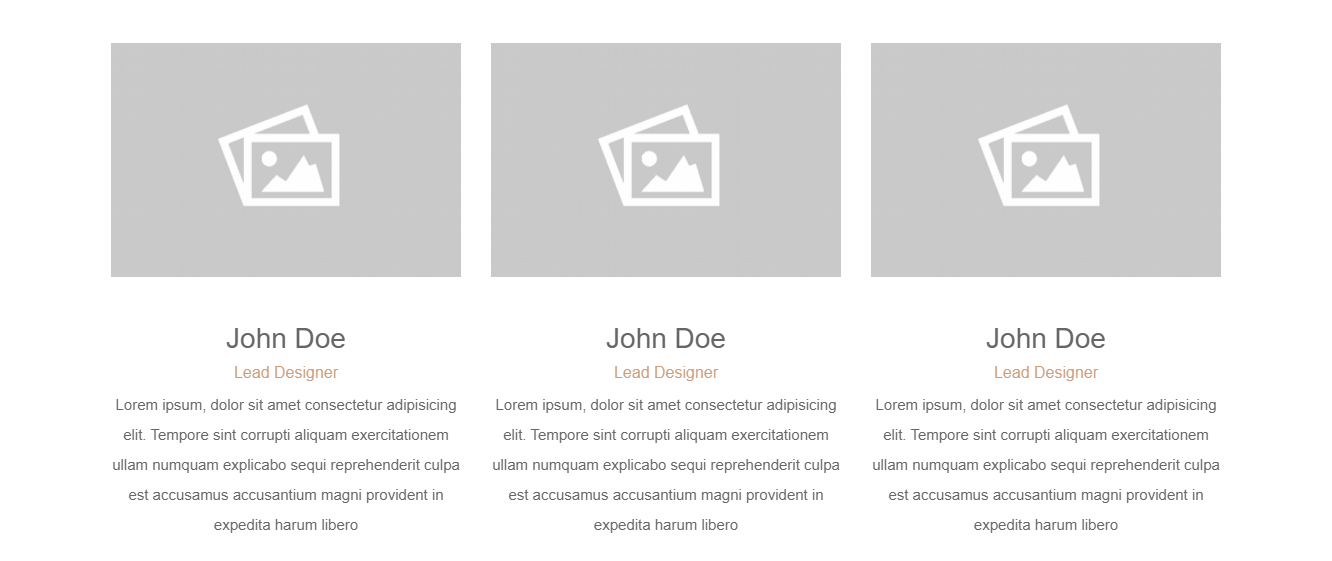 John Doe
Lead Designer
Lorem ipsum, dolor sit amet consectetur adipisicing
elit. Tempore sint corrupti aliquam exercitationem
ullam numquam explicabo sequi reprehenderit culpa
est accusamus accusantium magni provident in
expedita harum libero
John Doe
Lead Designer
Lorem ipsum, dolor sit amet consectetur adipisicing
elit. Tempore sint corrupti aliquam exercitationem
ullam numquam explicabo sequi reprehenderit culpa
est accusamus accusantium magni provident in
expedita harum libero
John Doe
Lead Designer
Lorem ipsum, dolor sit amet consectetur adipisicing
elit. Tempore sint corrupti aliquam exercitationem
ullam numquam explicabo sequi reprehenderit culpa
est accusamus accusantium magni provident in
expedita harum libero